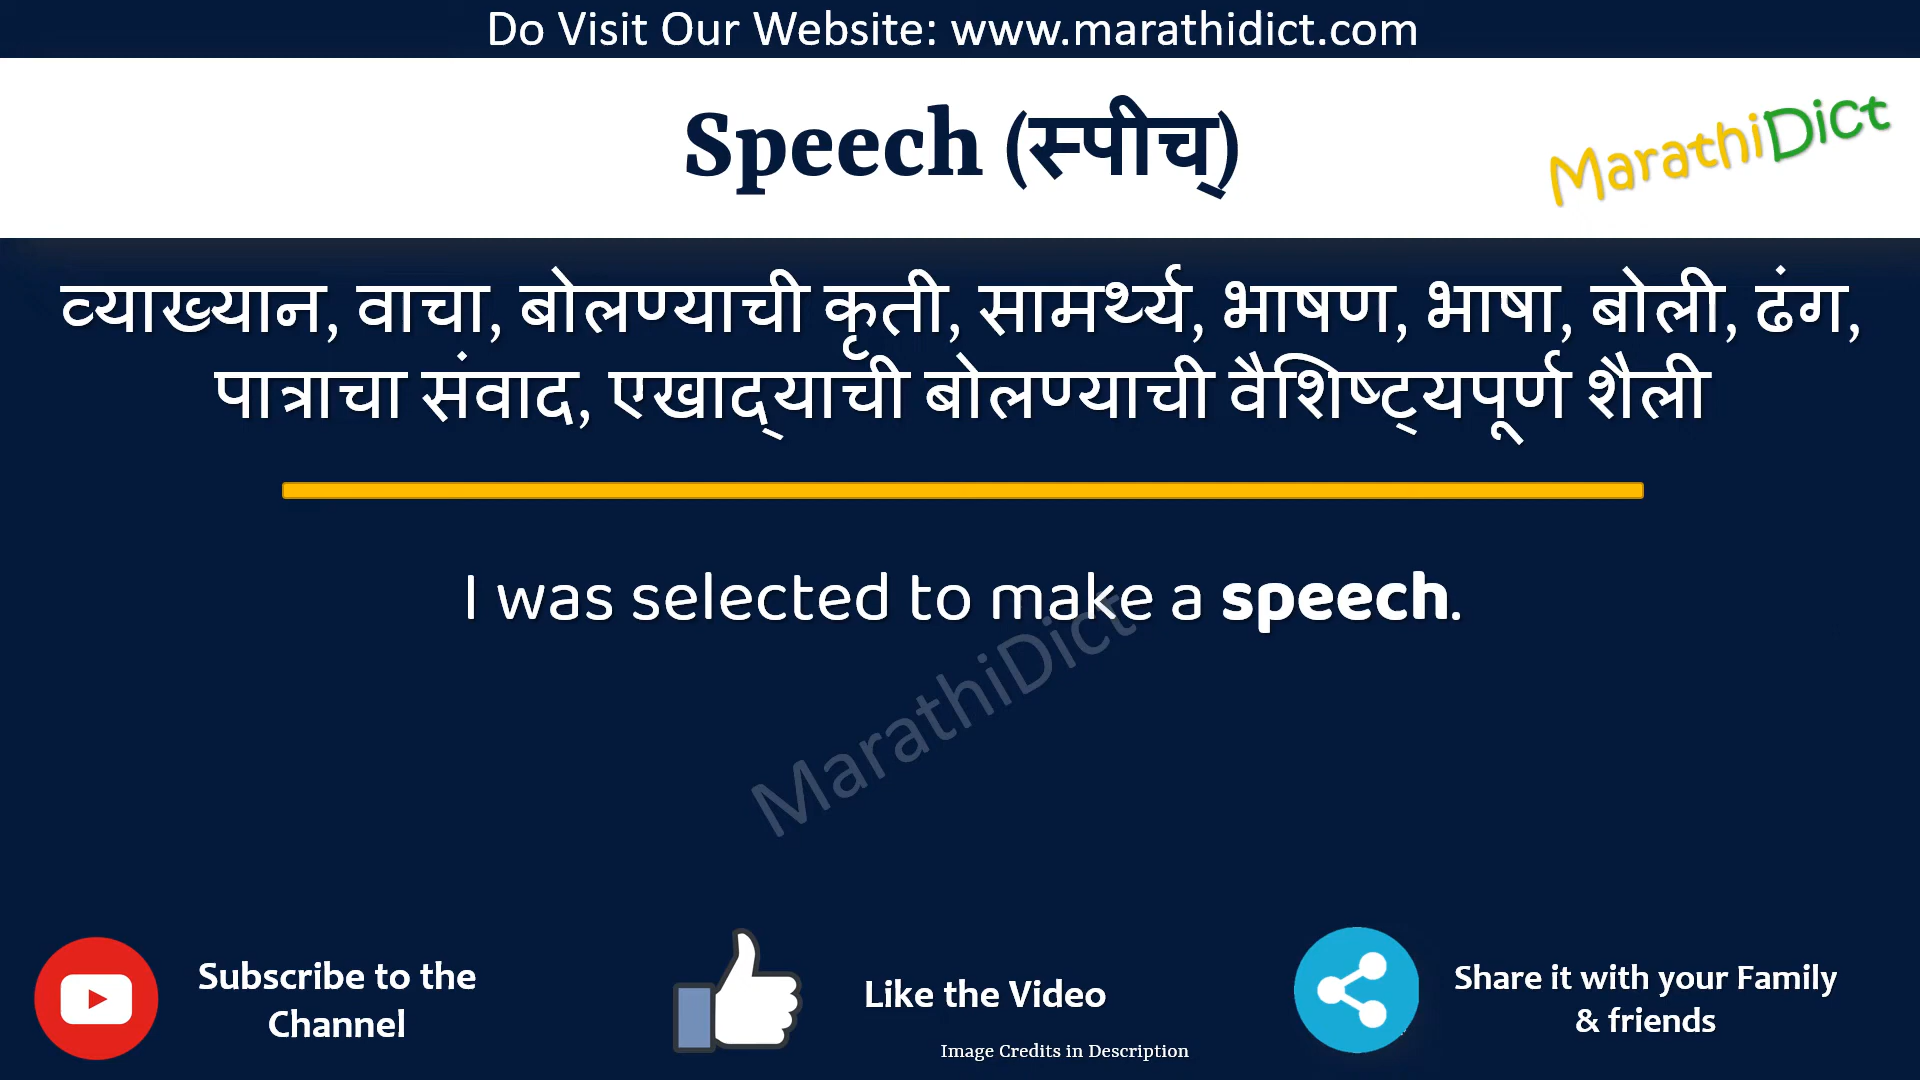 Do Visit Our Website: www.marathidict.com
Speech (स्पीच्)
MarathiDict
व्याख्यान, वाचा, बोलण्याची कृती, सामर्थ्य, भाषण, भाषा, बोली, ढंग,
पात्राचा संवाद, एखाद्याची बोलण्याची वैशिष्ट्यपूर्ण शैली
I was selected to make a speech.
MarathiDict
Subscribe to the
Channel
Like the Video
Share it with your Family
& friends
Image Credits in Description